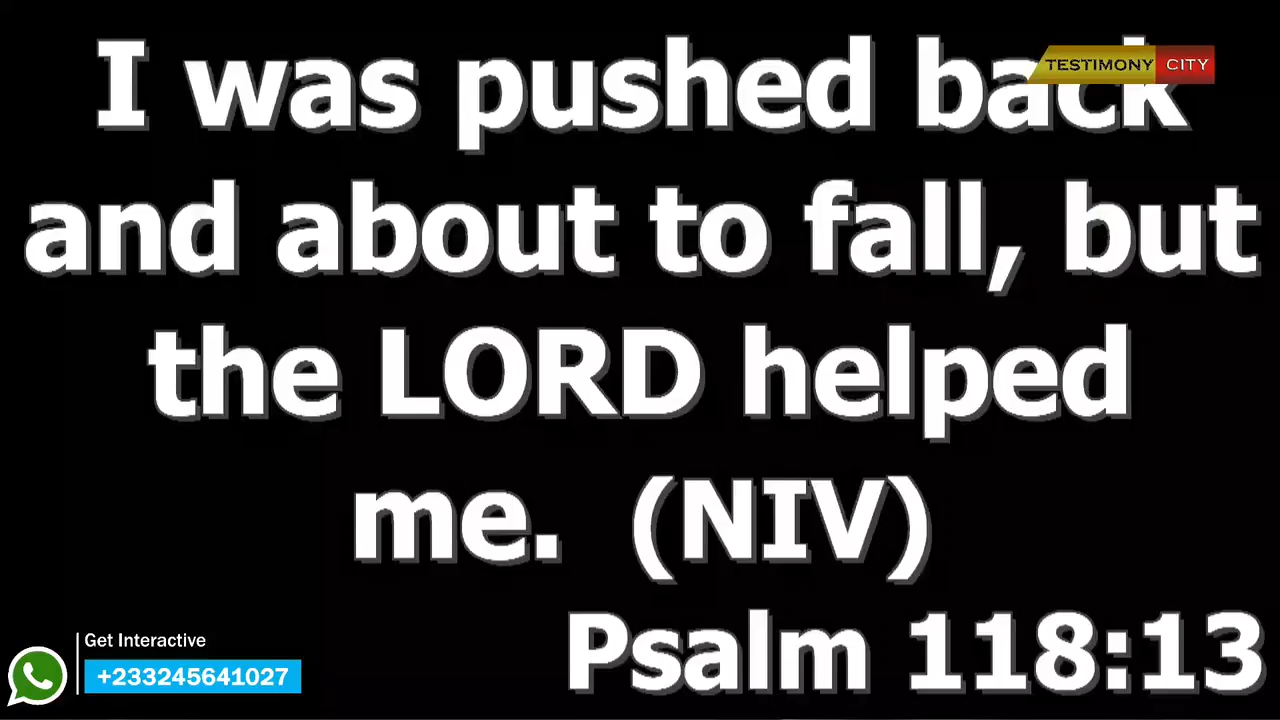 I was pushed back
TESTIMONY CITY
and about to fall, but
the LORD helped
me. (NIV)
Psalm 118:13
Get Interactive
+233245641027